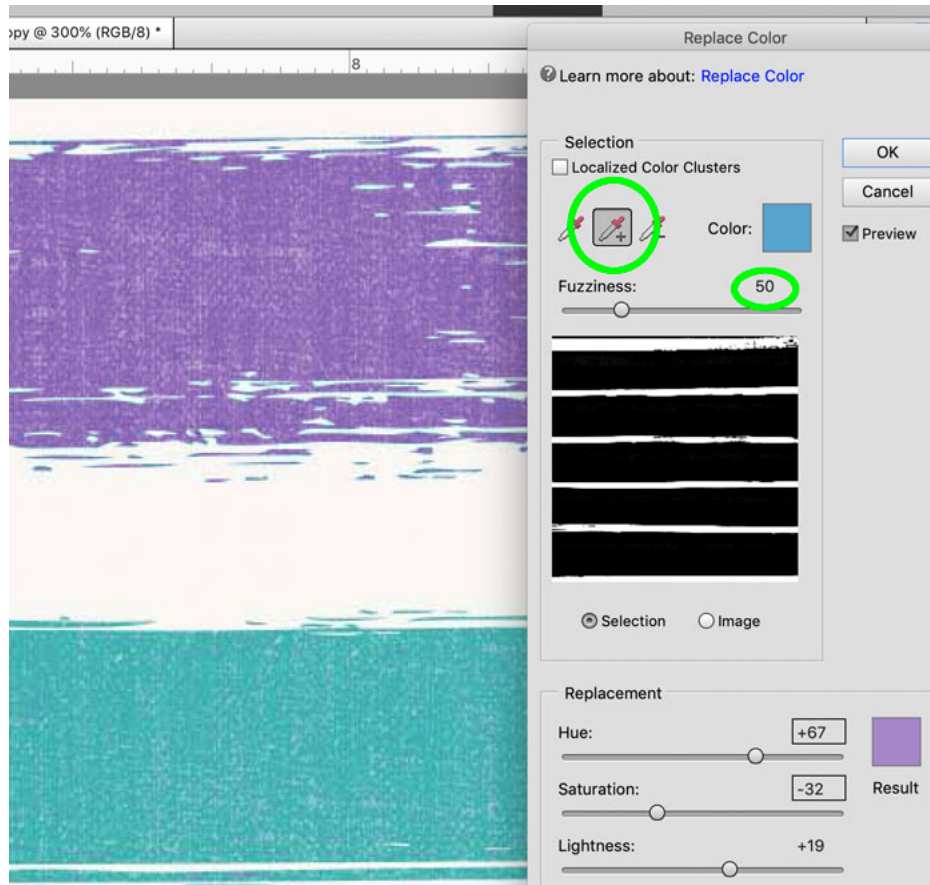 opy @ 300% (RGB/8) *
8
Replace Color
Learn more about: Replace Color
Selection
Localized Color Clusters
OK
Cancel
Color:
Preview
Fuzziness: 50
Selection Image
Replacement
Hue: +67
Saturation: -32 Result
Lightness: +19